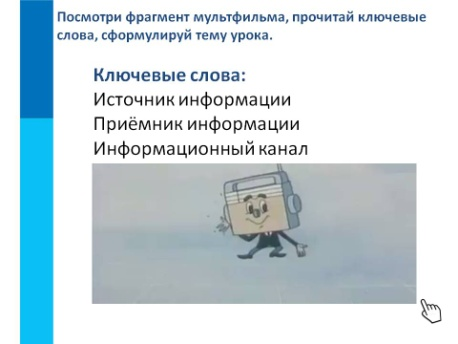 Посмотри фрагмент мультфильма, прочитай ключевые
слова, сформулируй тему урока.
Ключевые слова:
Источник информации
Приёмник информации
Информационный канал